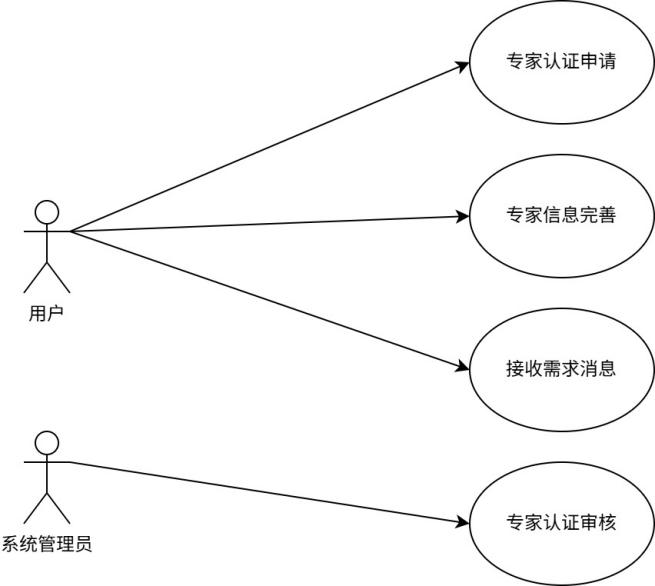 专家认证申请
专家信息完善
用户
接收需求消息
专家认证审核
系统管理员